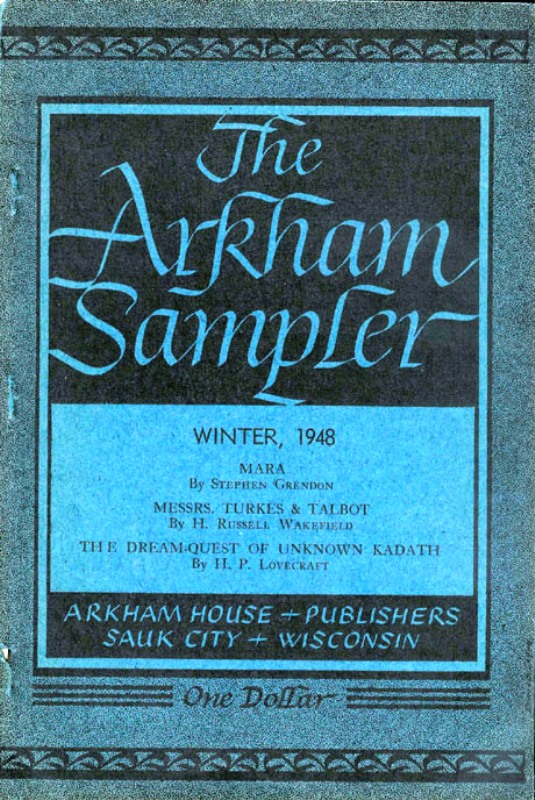 The
Arkham
Sampler
WINTER, 1948
MARA
By Stephen Grendon
MESSRS. TURKES & TALBOT
By H. Russell Wakefield
THE DREAM-QUEST OF UNKNOWN KADATH
By H. P. Lovecraft
ARKHAM HOUSE + PUBLISHERS
SAUK CITY + WISCONSIN
One Dollar